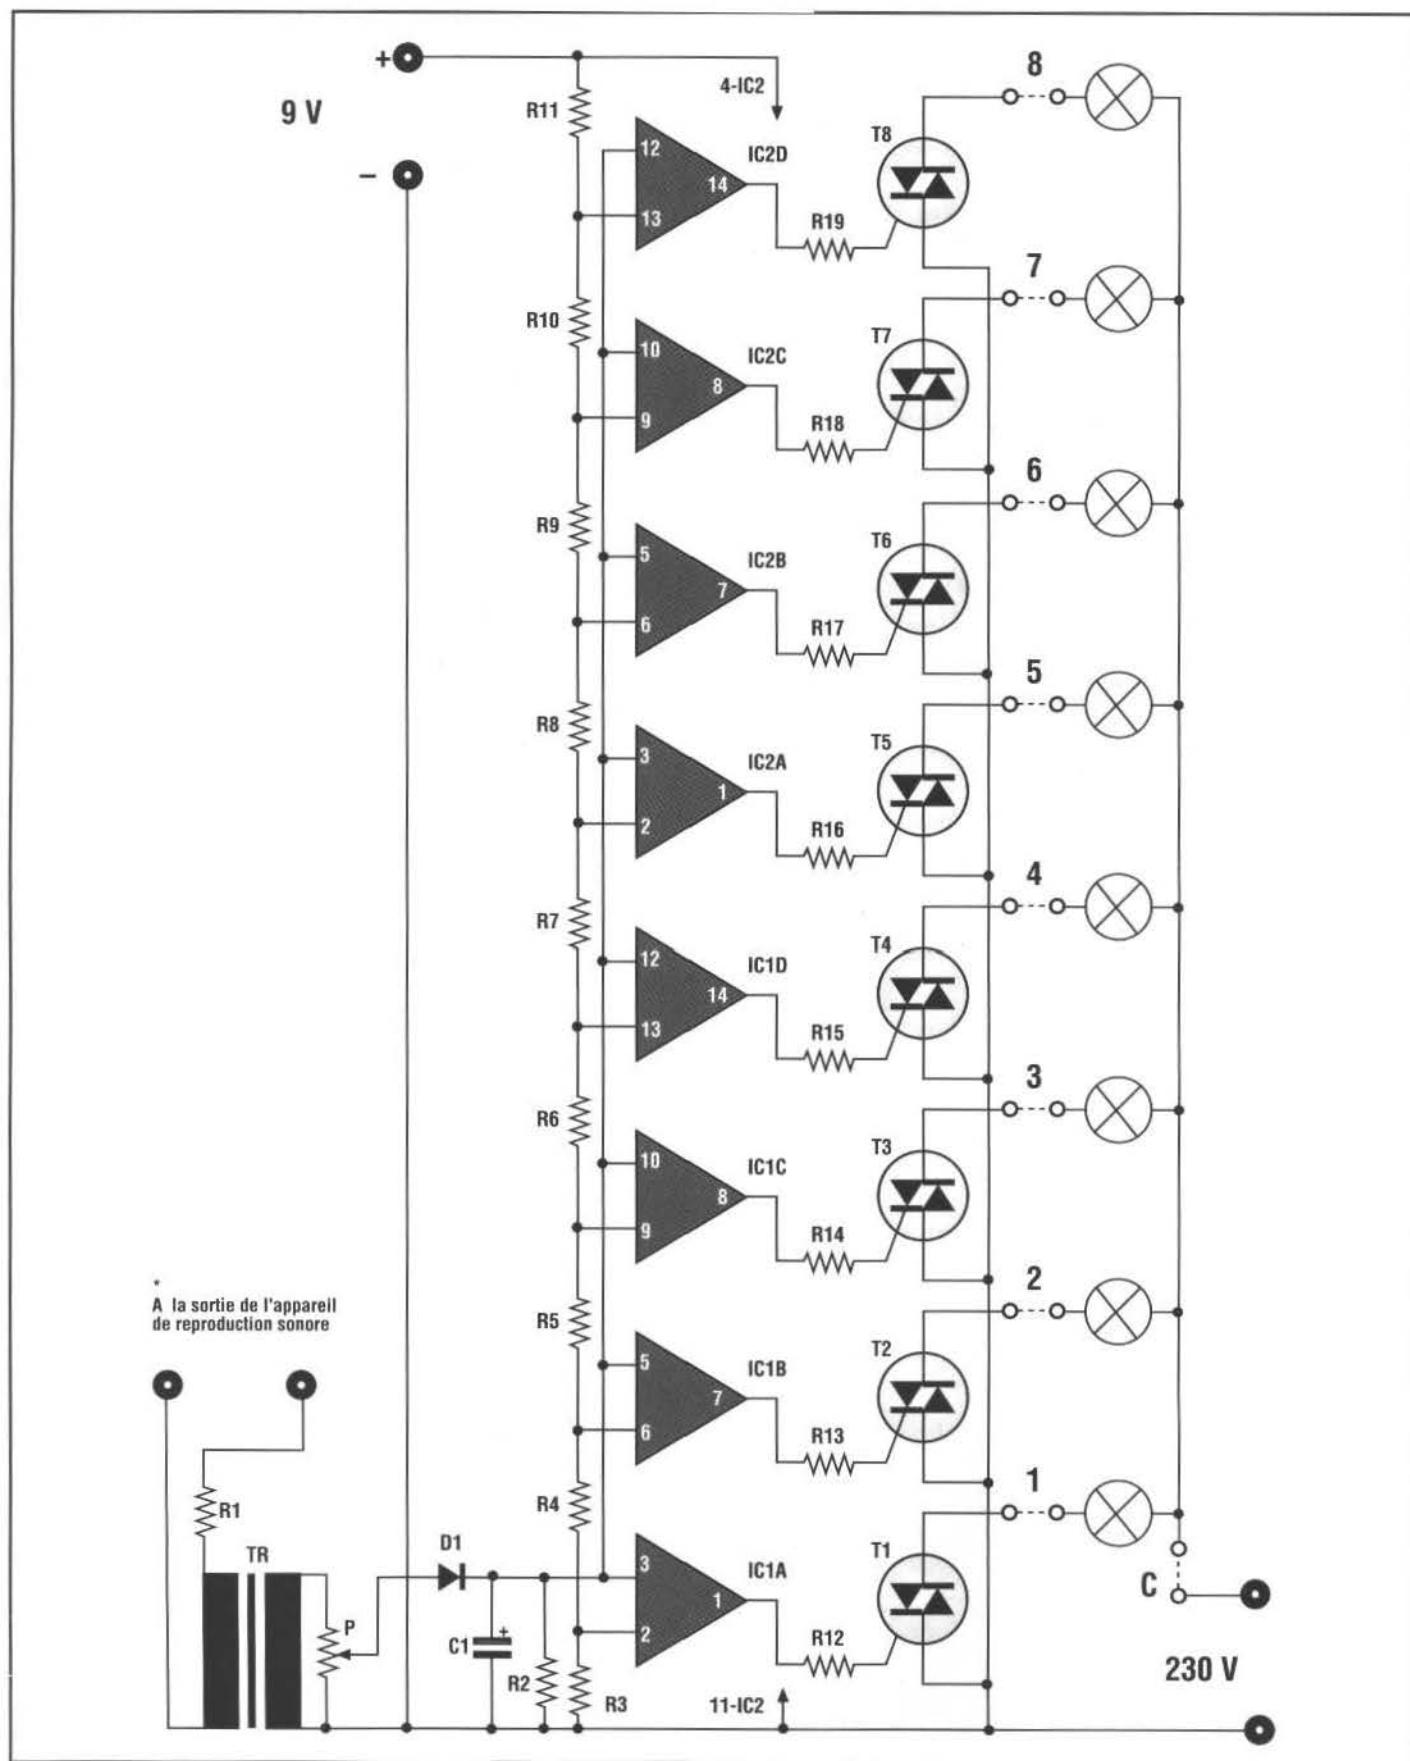 +
9 V
−
R11
4-IC2
12
13
14
IC2D
R19
T8
8
R10
10
9
8
IC2C
R18
T7
7
R9
5
6
7
IC2B
R17
T6
6
R8
3
2
1
IC2A
R16
T5
5
R7
12
13
14
IC1D
R15
T4
4
R6
10
9
8
IC1C
R14
T3
3
*
A la sortie de l'appareil
de reproduction sonore
R5
5
6
7
IC1B
R13
T2
2
R1
TR
P
D1
C1
+
R2
R4
R3
3
2
1
IC1A
R12
11-IC2
T1
1
C
230 V